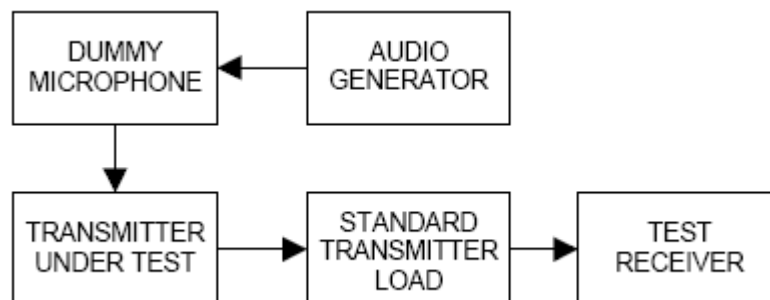 DUMMY
MICROPHONE
AUDIO
GENERATOR
TRANSMITTER
UNDER TEST
STANDARD
TRANSMITTER
LOAD
TEST
RECEIVER